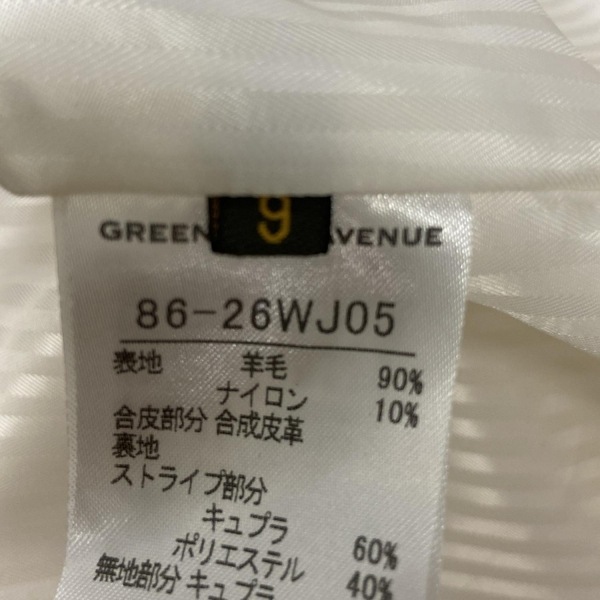 9
GREEN VENUE
86-26WJ05
表地 羊毛 90%
ナイロン 10%
合皮部分 合成皮革
裏地
ストライプ部分
キュプラ 60%
ポリエステル 40%
無地部分 キュプラ